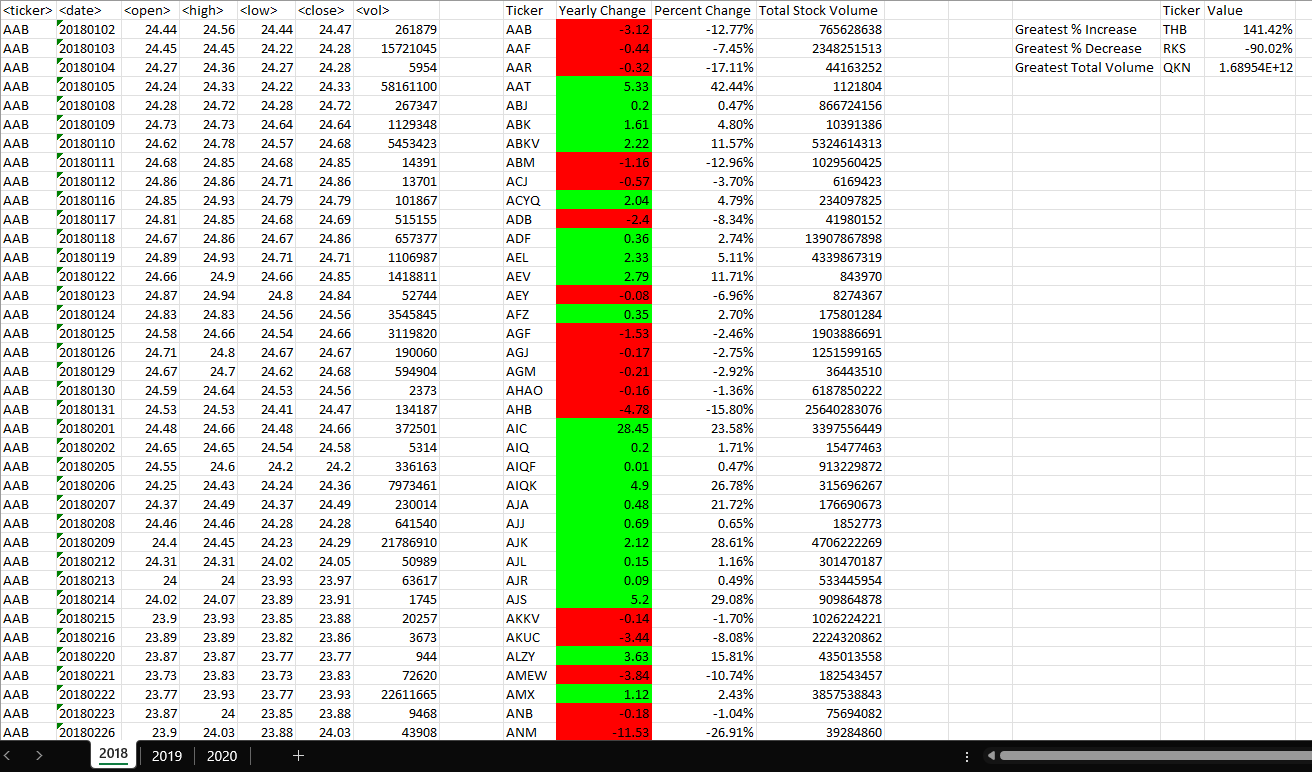 <ticker> <date> <open> <high> <low> <close> <vol> Ticker Yearly Change Percent Change Total Stock Volume Ticker Value
AAB 20180102 24.44 24.56 24.44 24.47 261879 AAB -3.12 -12.77% 765628638 Greatest % Increase THB 141.42%
AAB 20180103 24.45 24.45 24.22 24.28 15721045 AAF -0.44 -7.45% 2348251513 Greatest % Decrease RKS -90.02%
AAB 20180104 24.27 24.36 24.27 24.28 5954 AAR -0.32 -17.11% 44163252 Greatest Total Volume QKN 1.68954E+12
AAB 20180105 24.24 24.33 24.22 24.33 58161100 AAT 5.33 42.44% 1121804
AAB 20180108 24.28 24.72 24.28 24.72 267347 ABJ 0.2 0.47% 866724156
AAB 20180109 24.73 24.73 24.64 24.64 1129348 ABK 1.61 4.80% 10391386
AAB 20180110 24.62 24.78 24.57 24.68 5453423 ABKV 2.22 11.57% 5324614313
AAB 20180111 24.68 24.85 24.68 24.85 14391 ABM -1.16 -12.96% 1029560425
AAB 20180112 24.86 24.86 24.71 24.86 13701 ACJ -0.57 -3.70% 6169423
AAB 20180116 24.85 24.93 24.79 24.79 101867 ACYQ 2.04 4.79% 234097825
AAB 20180117 24.81 24.85 24.68 24.69 515155 ADB -2.4 -8.34% 41980152
AAB 20180118 24.67 24.86 24.67 24.86 657377 ADF 0.36 2.74% 13907867898
AAB 20180119 24.89 24.93 24.71 24.71 1106987 AEL 2.33 5.11% 4339867319
AAB 20180122 24.66 24.9 24.66 24.85 1418811 AEV 2.79 11.71% 843970
AAB 20180123 24.87 24.94 24.8 24.84 52744 AEY -0.08 -6.96% 8274367
AAB 20180124 24.83 24.83 24.56 24.56 3545845 AFZ 0.35 2.70% 175801284
AAB 20180125 24.58 24.66 24.54 24.66 3119820 AGF -1.53 -2.46% 1903886691
AAB 20180126 24.71 24.8 24.67 24.67 190060 AGJ -0.17 -2.75% 1251599165
AAB 20180129 24.67 24.7 24.62 24.68 594904 AGM -0.21 -2.92% 36443510
AAB 20180130 24.59 24.64 24.53 24.56 2373 AHAO -0.16 -1.36% 6187850222
AAB 20180131 24.53 24.53 24.41 24.47 134187 AHB -4.78 -15.80% 25640283076
AAB 20180201 24.48 24.66 24.48 24.66 372501 AIC 28.45 23.58% 3397556449
AAB 20180202 24.65 24.65 24.54 24.58 5314 AIQ 0.2 1.71% 15477463
AAB 20180205 24.55 24.6 24.2 24.2 336163 AIQF 0.01 0.47% 913229872
AAB 20180206 24.25 24.43 24.24 24.36 7973461 AIQK 4.9 26.78% 315696267
AAB 20180207 24.37 24.49 24.37 24.49 230014 AJA 0.48 21.72% 176690673
AAB 20180208 24.46 24.46 24.28 24.28 641540 AJJ 0.69 0.65% 1852773
AAB 20180209 24.4 24.45 24.23 24.29 21786910 AJK 2.12 28.61% 4706222269
AAB 20180212 24.31 24.31 24.02 24.05 50989 AJL 0.15 1.16% 301470187
AAB 20180213 24 24 23.93 23.97 63617 AJR 0.09 0.49% 533445954
AAB 20180214 24.02 24.07 23.89 23.91 1745 AJS 5.2 29.08% 909864878
AAB 20180215 23.9 23.93 23.85 23.88 20257 AKKV -0.14 -1.70% 1026224221
AAB 20180216 23.89 23.89 23.82 23.86 3673 AKUC -3.44 -8.08% 2224320862
AAB 20180220 23.87 23.87 23.77 23.77 944 ALZY 3.63 15.81% 435013558
AAB 20180221 23.73 23.83 23.73 23.83 72620 AMEW -3.84 -10.74% 182543457
AAB 20180222 23.77 23.93 23.77 23.93 22611665 AMX 1.12 2.43% 3857538843
AAB 20180223 23.87 24 23.85 23.88 9468 ANB -0.18 -1.04% 75694082
AAB 20180226 23.9 24.03 23.88 24.03 43908 ANM -11.53 -26.91% 39284860
2018 2019 2020